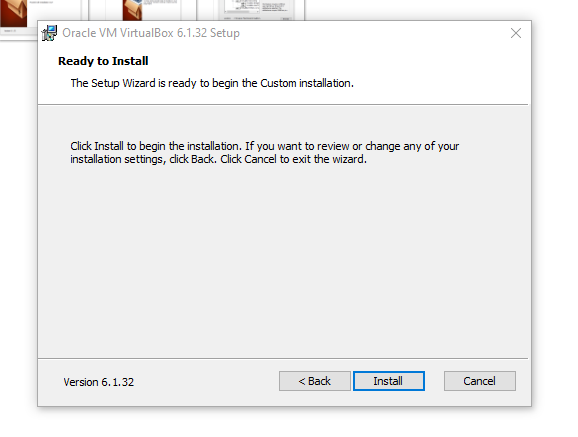 Oracle VM VirtualBox 6.1.32 Setup
Ready to Install
The Setup Wizard is ready to begin the Custom installation.
Click Install to begin the installation. If you want to review or change any of your
installation settings, click Back. Click Cancel to exit the wizard.
Version 6.1.32
< Back
Install
Cancel